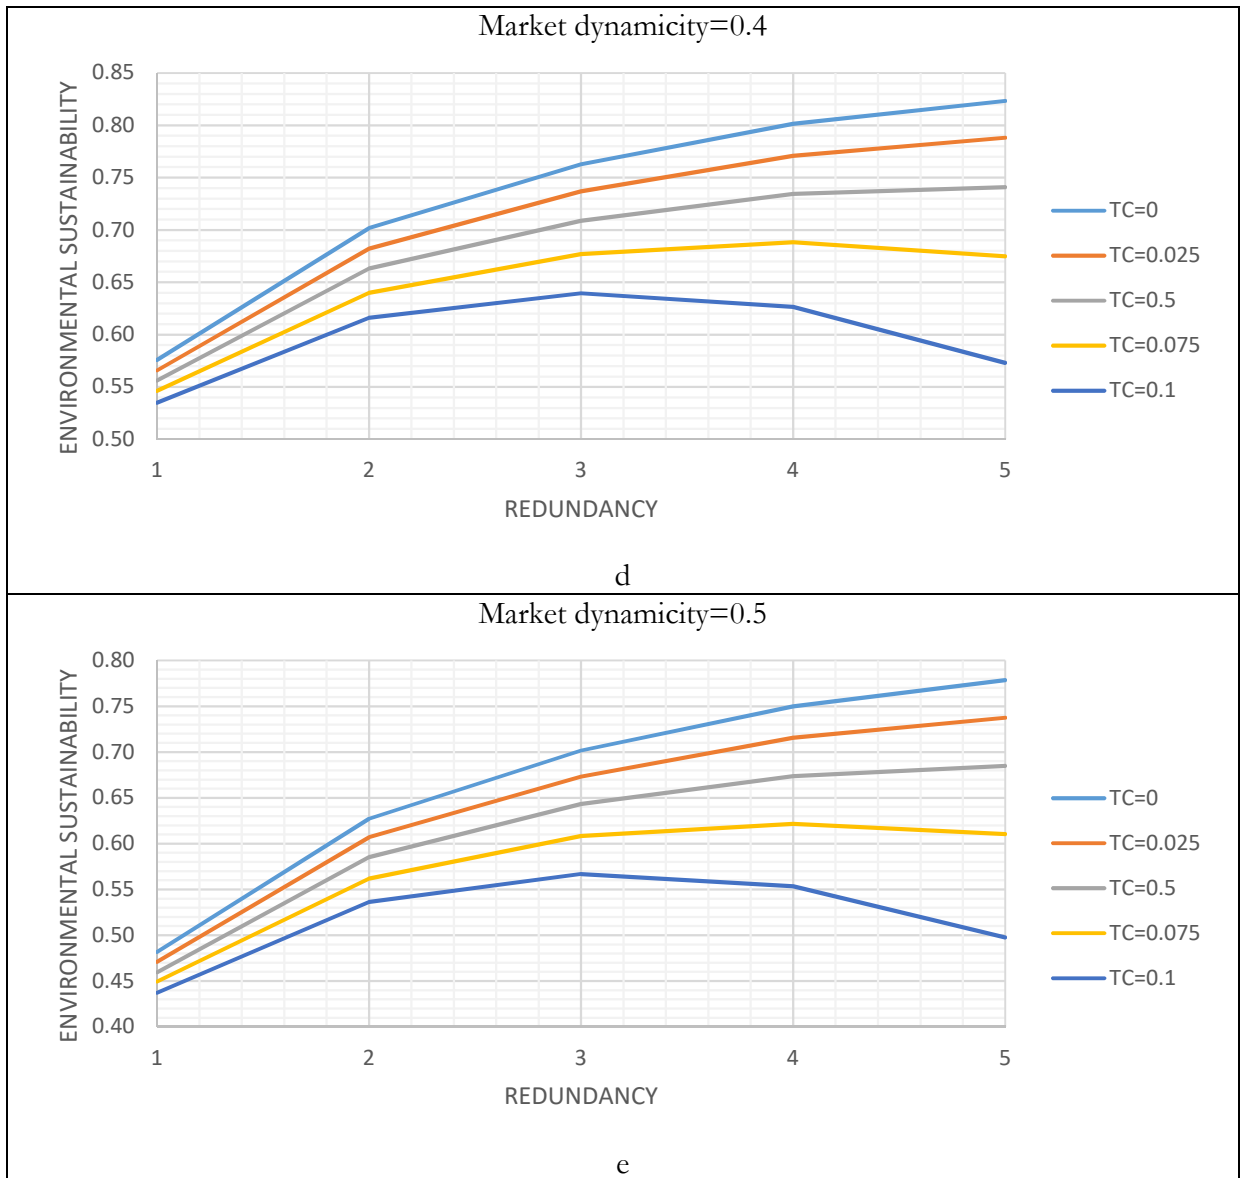 Market dynamicity=0.4
ENVIRONMENTAL SUSTAINABILITY
0.85
0.80
0.75
0.70
0.65
0.60
0.55
0.50
1 2 3 4 5
REDUNDANCY
TC=0
TC=0.025
TC=0.5
TC=0.075
TC=0.1
d
Market dynamicity=0.5
ENVIRONMENTAL SUSTAINABILITY
0.80
0.75
0.70
0.65
0.60
0.55
0.50
0.45
0.40
1 2 3 4 5
REDUNDANCY
TC=0
TC=0.025
TC=0.5
TC=0.075
TC=0.1
e